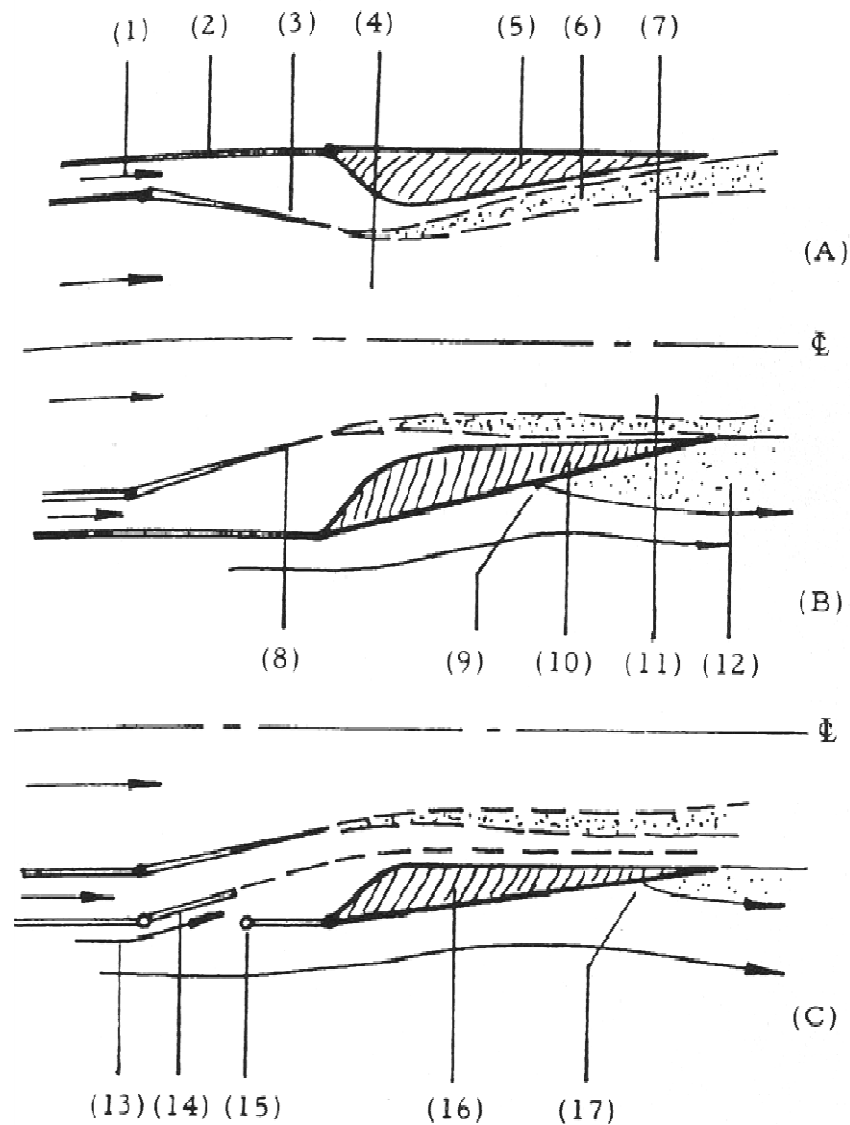 (1) (2) (3) (4) (5) (6) (7)
(A)
℄
(B)
(8) (9) (10) (11) (12)
℄
(C)
(13) (14) (15) (16) (17)